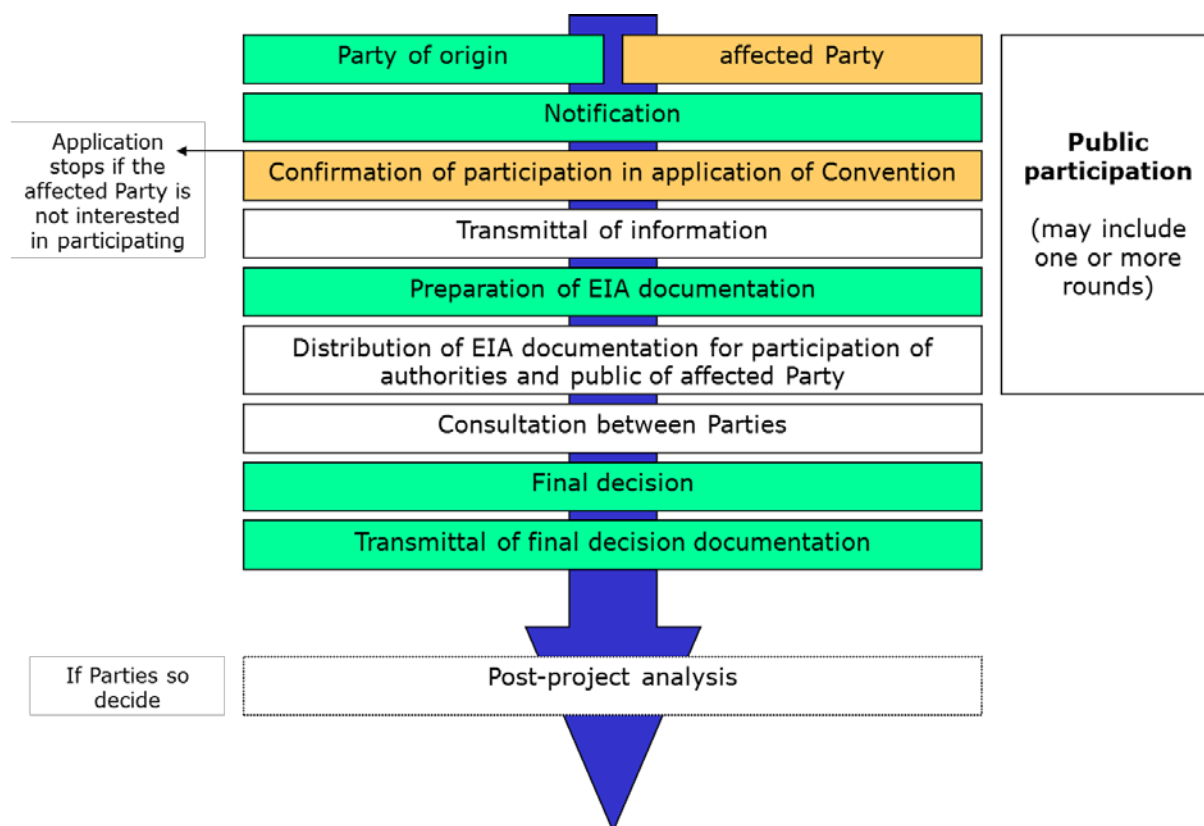 Party of origin
affected Party
Notification
Application
stops if the
affected Party is
not interested
in participating
Confirmation of participation in application of Convention
Public
participation
(may include
one or more
rounds)
Transmittal of information
Preparation of EIA documentation
Distribution of EIA documentation for participation of
authorities and public of affected Party
Consultation between Parties
Final decision
Transmittal of final decision documentation
If Parties so
decide
Post-project analysis